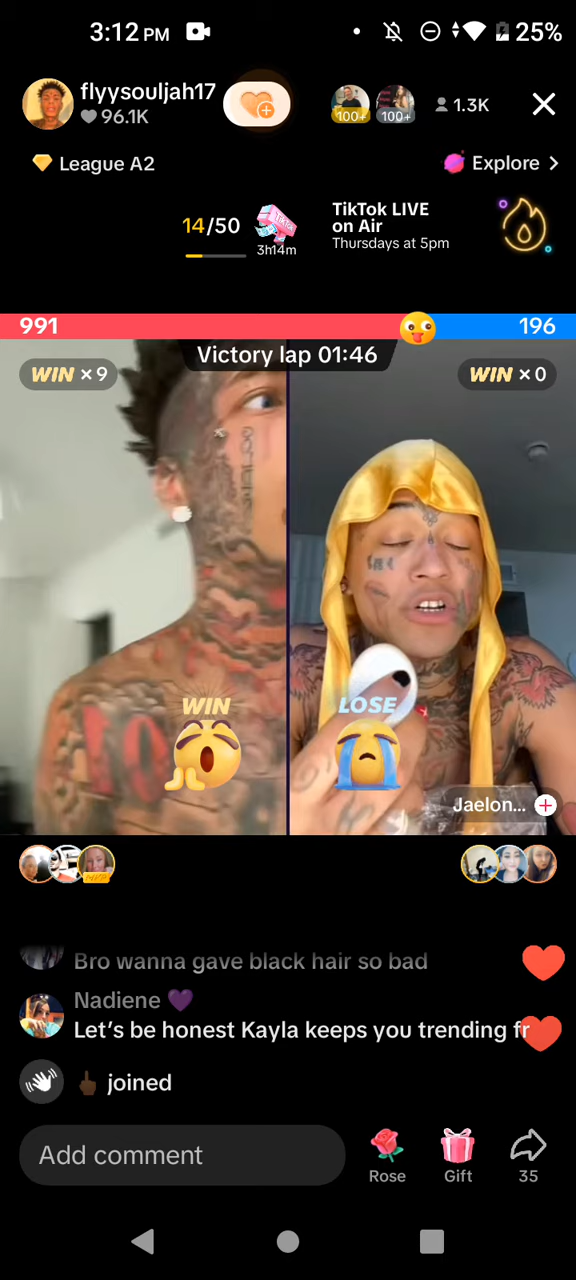 3:12 PM
25%
flyysouljah17
96.1K
100+
100+
1.3K
League A2
Explore >
14/50
3h14m
TikTok LIVE
on Air
Thursdays at 5pm
991
196
Victory lap 01:46
WIN ×9
WIN ×0
WIN
LOSE
Jaelon...
MVP
Bro wanna gave black hair so bad
Nadiene 💜
Let's be honest Kayla keeps you trending fr
🖕🏿 joined
Add comment
Rose
Gift
35